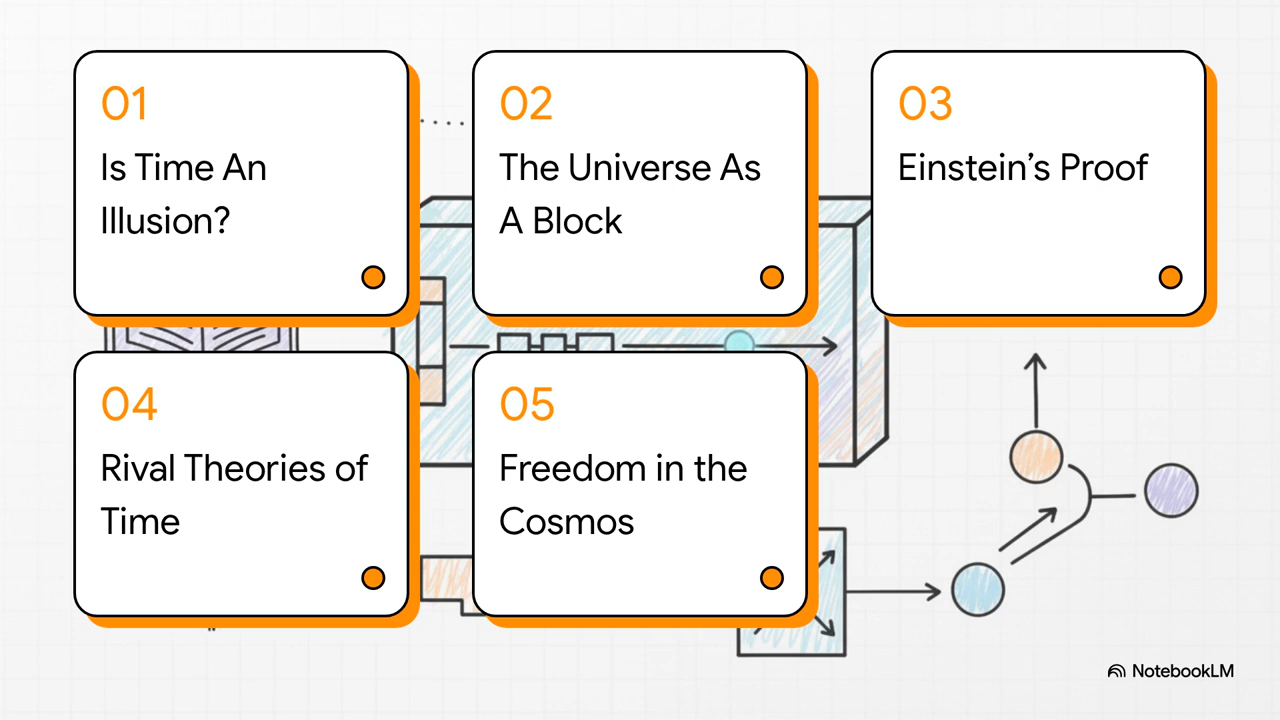 01
Is Time An
Illusion?
02
The Universe As
A Block
03
Einstein’s Proof
04
Rival Theories of
Time
05
Freedom in the
Cosmos
NotebookLM